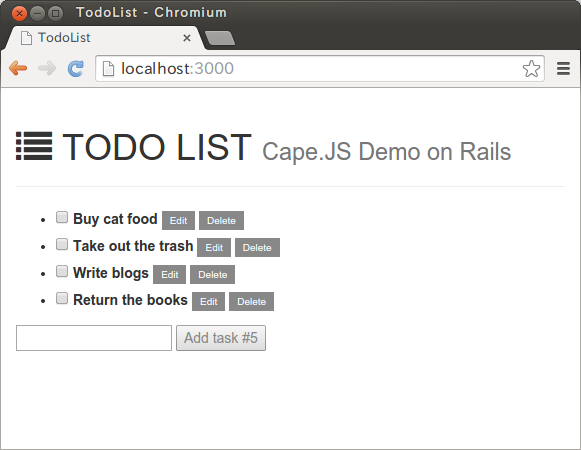 TodoList - Chromium
TodoList
localhost:3000
TODO LIST Cape.JS Demo on Rails
Buy cat food Edit Delete
Take out the trash Edit Delete
Write blogs Edit Delete
Return the books Edit Delete
Add task #5